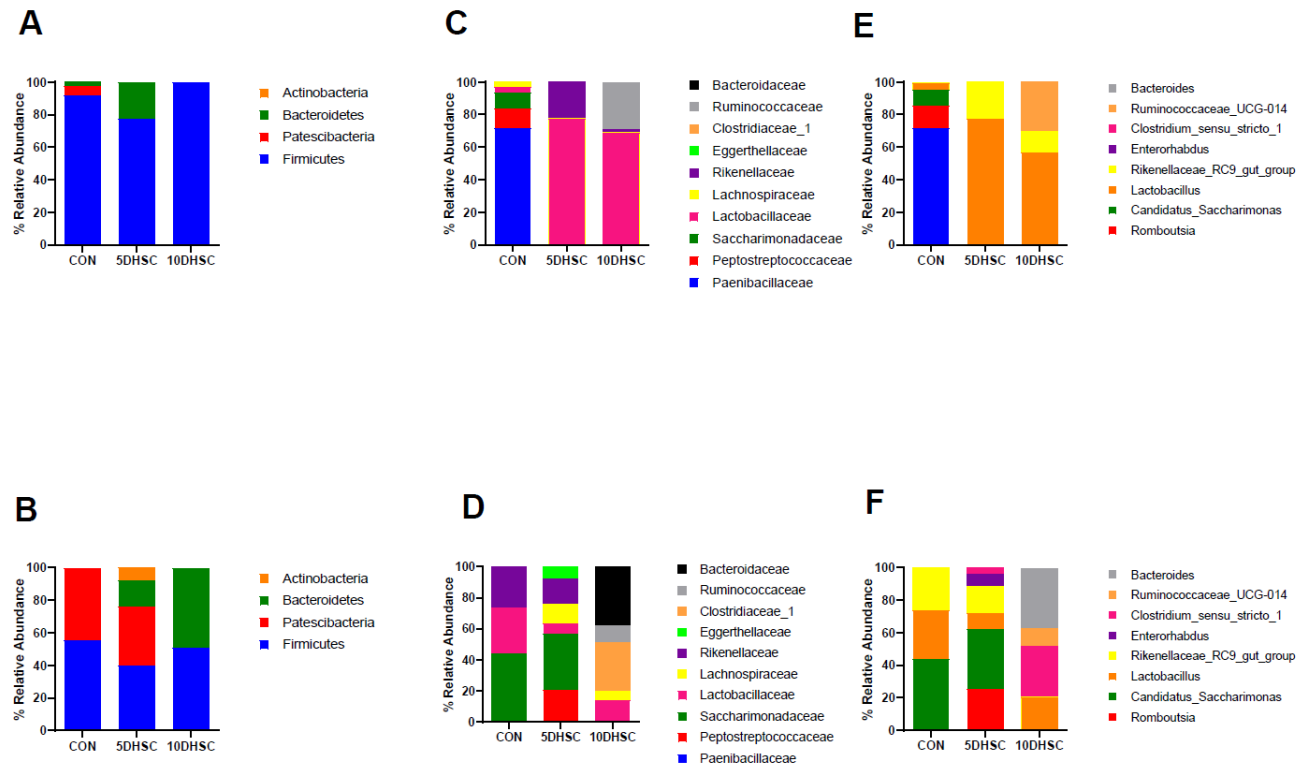 A
% Relative Abundance
100
80
60
40
20
0
CON 5DHSC 10DHSC
Actinobacteria
Bacteroidetes
Patescibacteria
Firmicutes
C
% Relative Abundance
100
80
60
40
20
0
CON 5DHSC 10DHSC
Bacteroidaceae
Ruminococcaceae
Clostridiaceae_1
Eggerthellaceae
Rikenellaceae
Lachnospiraceae
Lactobacillaceae
Saccharimonadaceae
Peptostreptococcaceae
Paenibacillaceae
E
% Relative Abundance
100
80
60
40
20
0
CON 5DHSC 10DHSC
Bacteroides
Ruminococcaceae_UCG-014
Clostridium_sensu_stricto_1
Enterorhabdus
Rikenellaceae_RC9_gut_group
Lactobacillus
Candidatus_Saccharimonas
Romboutsia
B
% Relative Abundance
100
80
60
40
20
0
CON 5DHSC 10DHSC
Actinobacteria
Bacteroidetes
Patescibacteria
Firmicutes
D
% Relative Abundance
100
80
60
40
20
0
CON 5DHSC 10DHSC
Bacteroidaceae
Ruminococcaceae
Clostridiaceae_1
Eggerthellaceae
Rikenellaceae
Lachnospiraceae
Lactobacillaceae
Saccharimonadaceae
Peptostreptococcaceae
Paenibacillaceae
F
% Relative Abundance
100
80
60
40
20
0
CON 5DHSC 10DHSC
Bacteroides
Ruminococcaceae_UCG-014
Clostridium_sensu_stricto_1
Enterorhabdus
Rikenellaceae_RC9_gut_group
Lactobacillus
Candidatus_Saccharimonas
Romboutsia